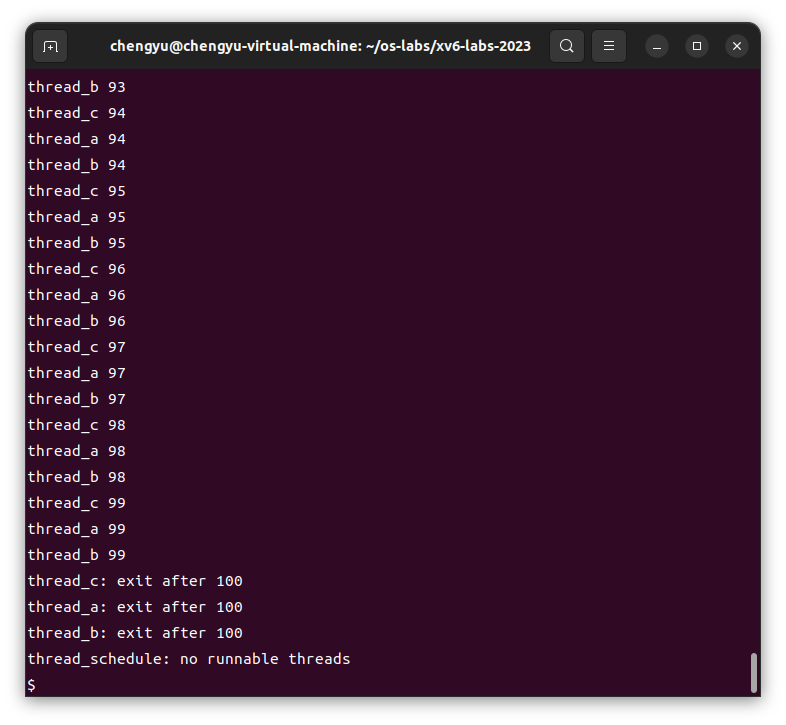 chengyu@chengyu-virtual-machine: ~/os-labs/xv6-labs-2023
thread_b 93
thread_c 94
thread_a 94
thread_b 94
thread_c 95
thread_a 95
thread_b 95
thread_c 96
thread_a 96
thread_b 96
thread_c 97
thread_a 97
thread_b 97
thread_c 98
thread_a 98
thread_b 98
thread_c 99
thread_a 99
thread_b 99
thread_c: exit after 100
thread_a: exit after 100
thread_b: exit after 100
thread_schedule: no runnable threads
$